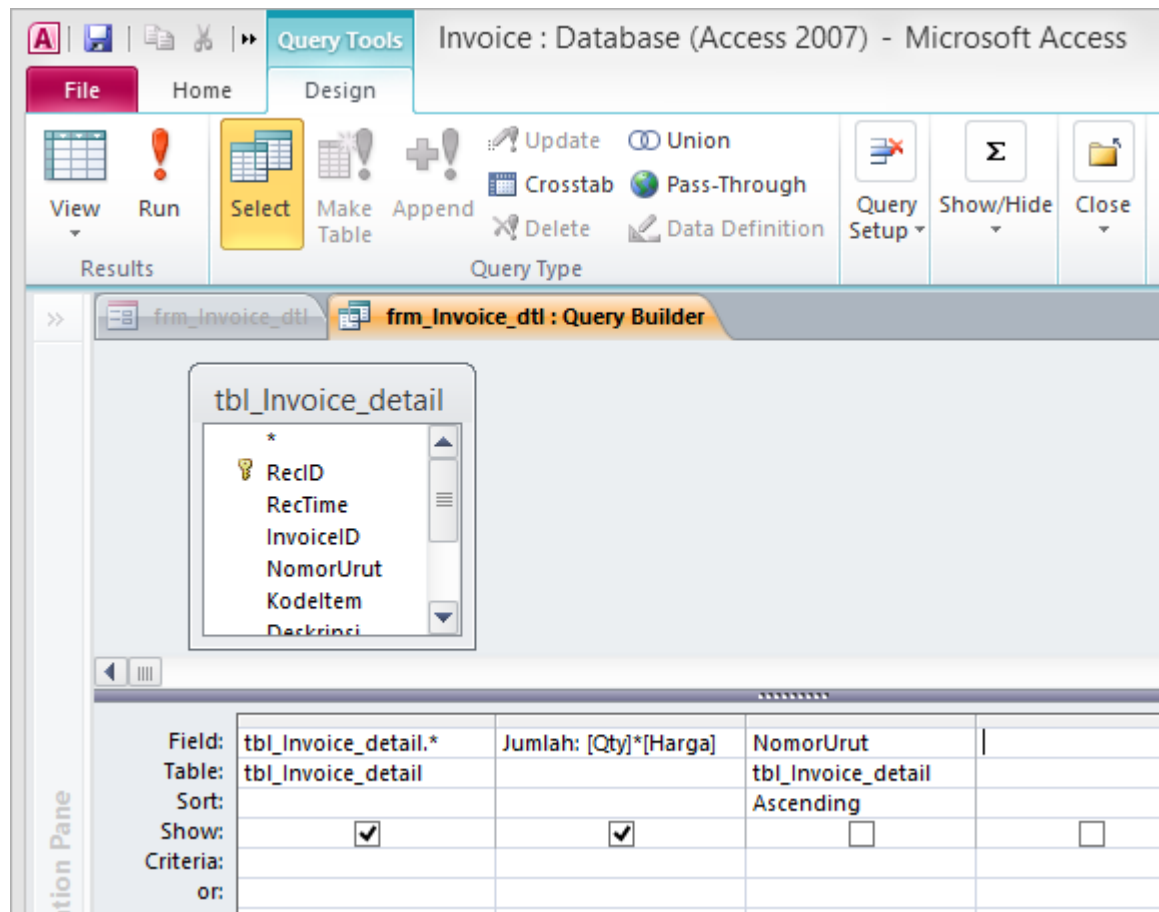 A
Query Tools
Invoice : Database (Access 2007) - Microsoft Access
File
Home
Design
View
Run
Select
Make Table
Append
Update
Crosstab
Delete
Union
Pass-Through
Data Definition
Query Setup
Σ
Show/Hide
Close
Results
Query Type
»
frm_Invoice_dtl
frm_Invoice_dtl : Query Builder
tbl_Invoice_detail
*
RecID
RecTime
InvoiceID
NomorUrut
KodeItem
Deskripsi
Field: tbl_Invoice_detail.* Jumlah: [Qty]*[Harga] NomorUrut
Table: tbl_Invoice_detail tbl_Invoice_detail
Sort: Ascending
Show:
Criteria:
or:
tion Pane